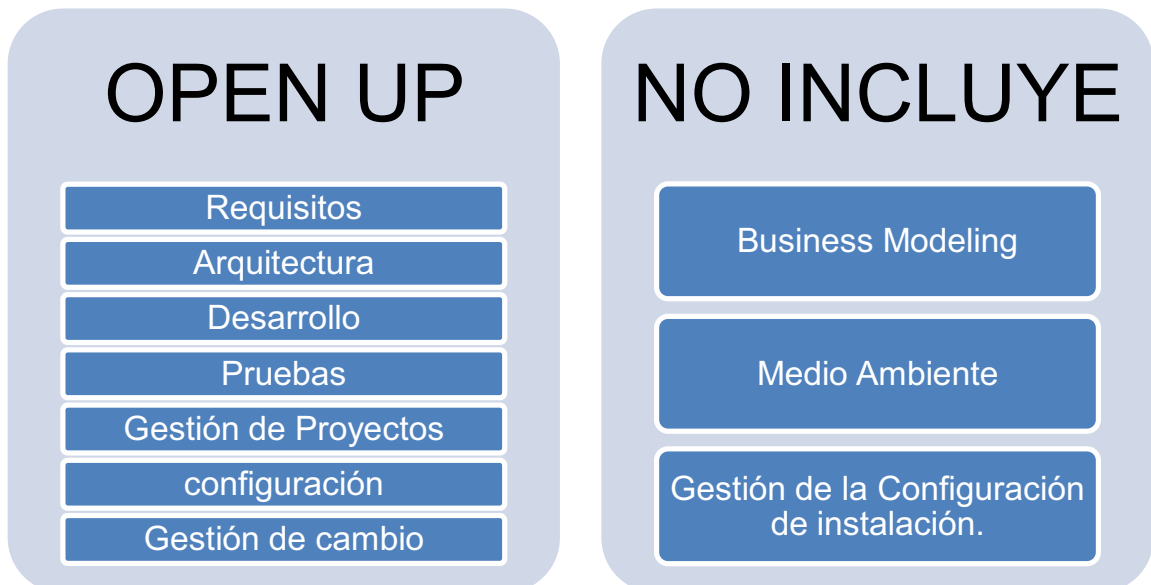 OPEN UP
Requisitos
Arquitectura
Desarrollo
Pruebas
Gestión de Proyectos
configuración
Gestión de cambio
NO INCLUYE
Business Modeling
Medio Ambiente
Gestión de la Configuración
de instalación.